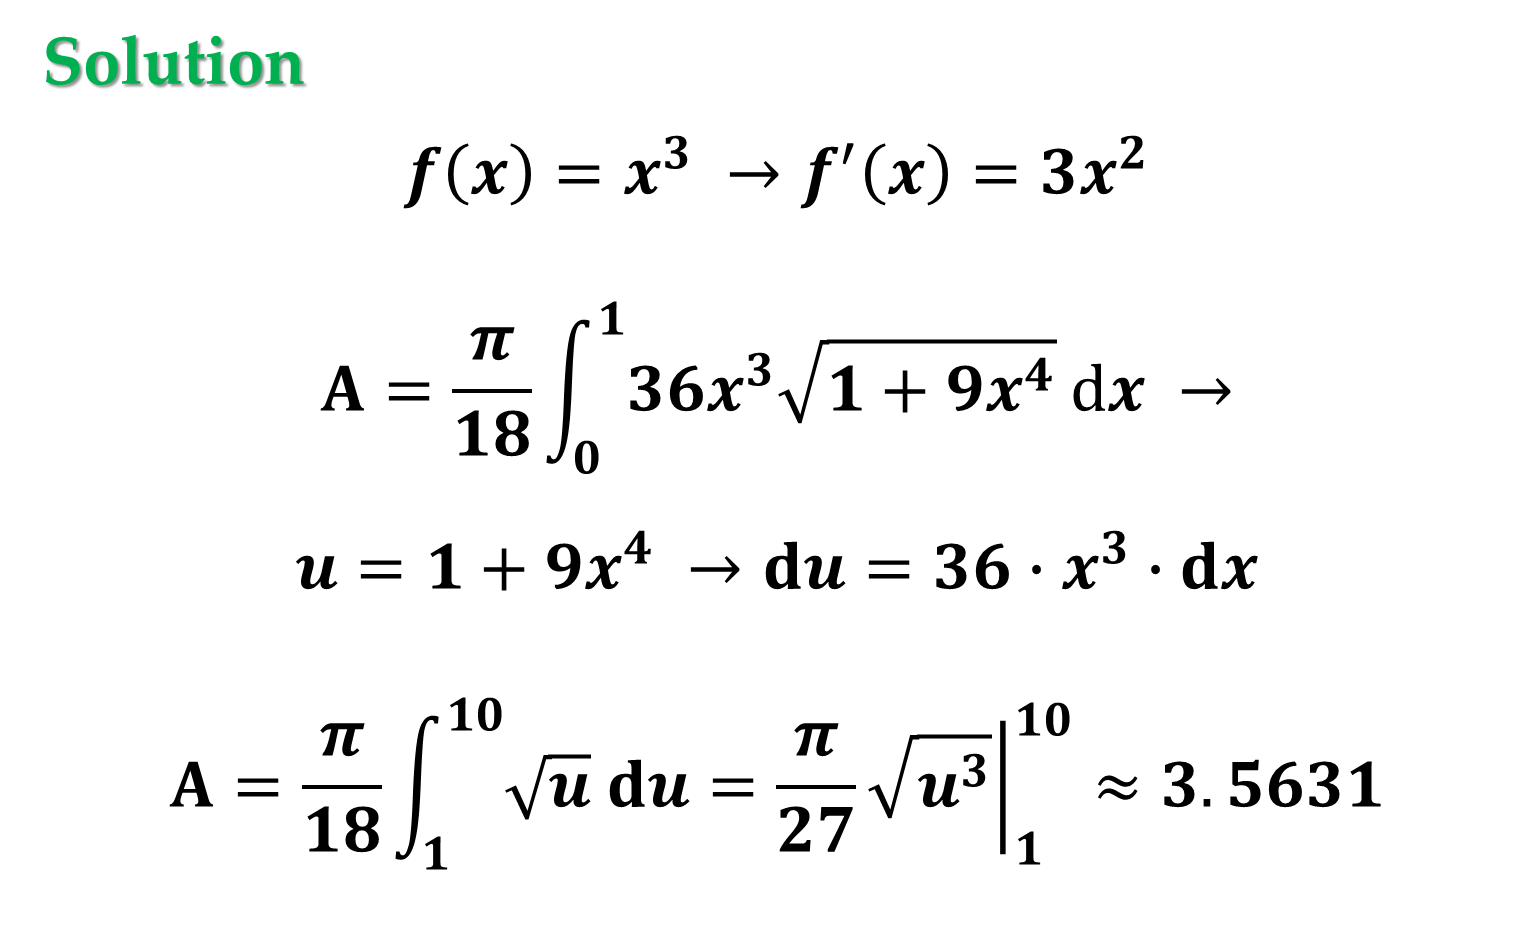 Solution
f(x) = x³ → f′(x) = 3x²
A = π/18 ∫₀¹ 36x³√(1 + 9x⁴) dx →
u = 1 + 9x⁴ → du = 36 · x³ · dx
A = π/18 ∫₁¹⁰ √u du = π/27 √(u³) |₁¹⁰ ≈ 3.5631